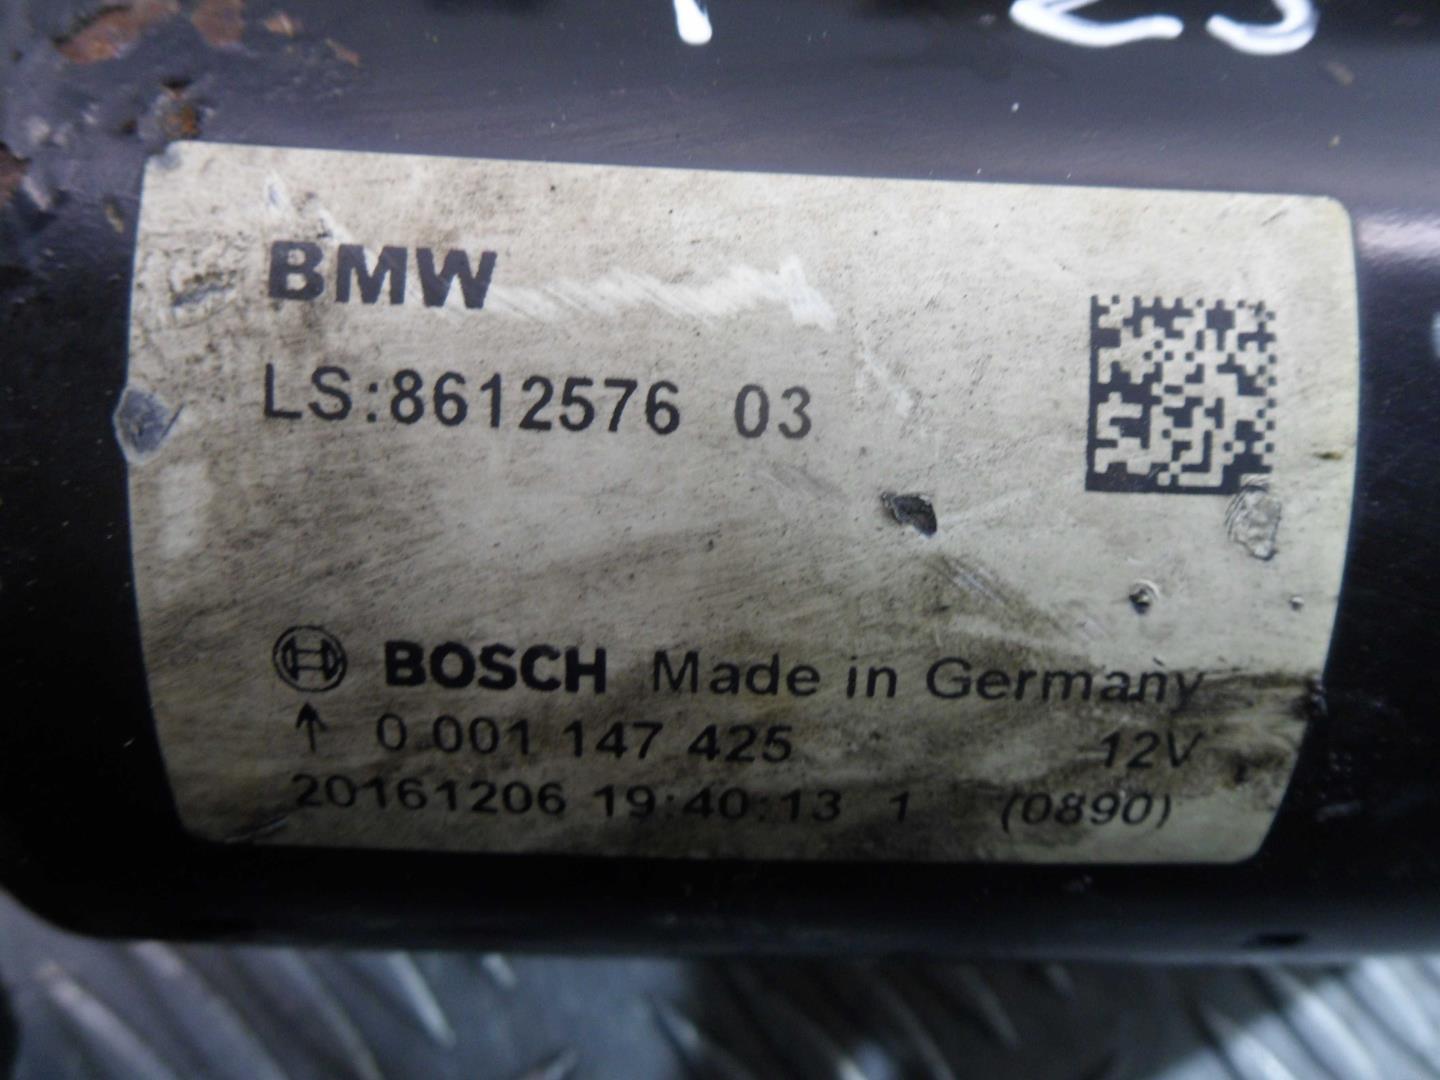 BMW
LS:8612576 03
BOSCH Made in Germany
↑ 0 001 147 425 12V
20161206 19:40:13 1 (0890)